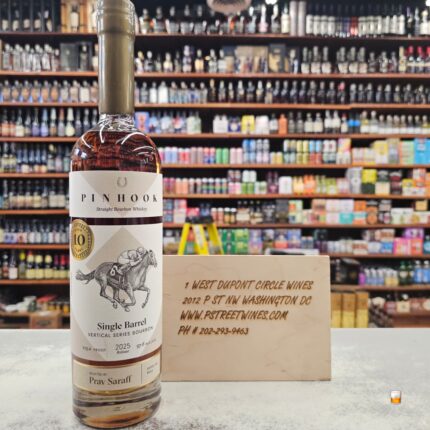 PINHOOK
Straight Bourbon Whiskey
10
Single Barrel
VERTICAL SERIES BOURBON
2025
Prav Saraff
1 WEST DUPONT CIRCLE WINES
2012 P ST NW WASHINGTON DC
WWW.PSTREETWINES.COM
PH # 202-293-9463